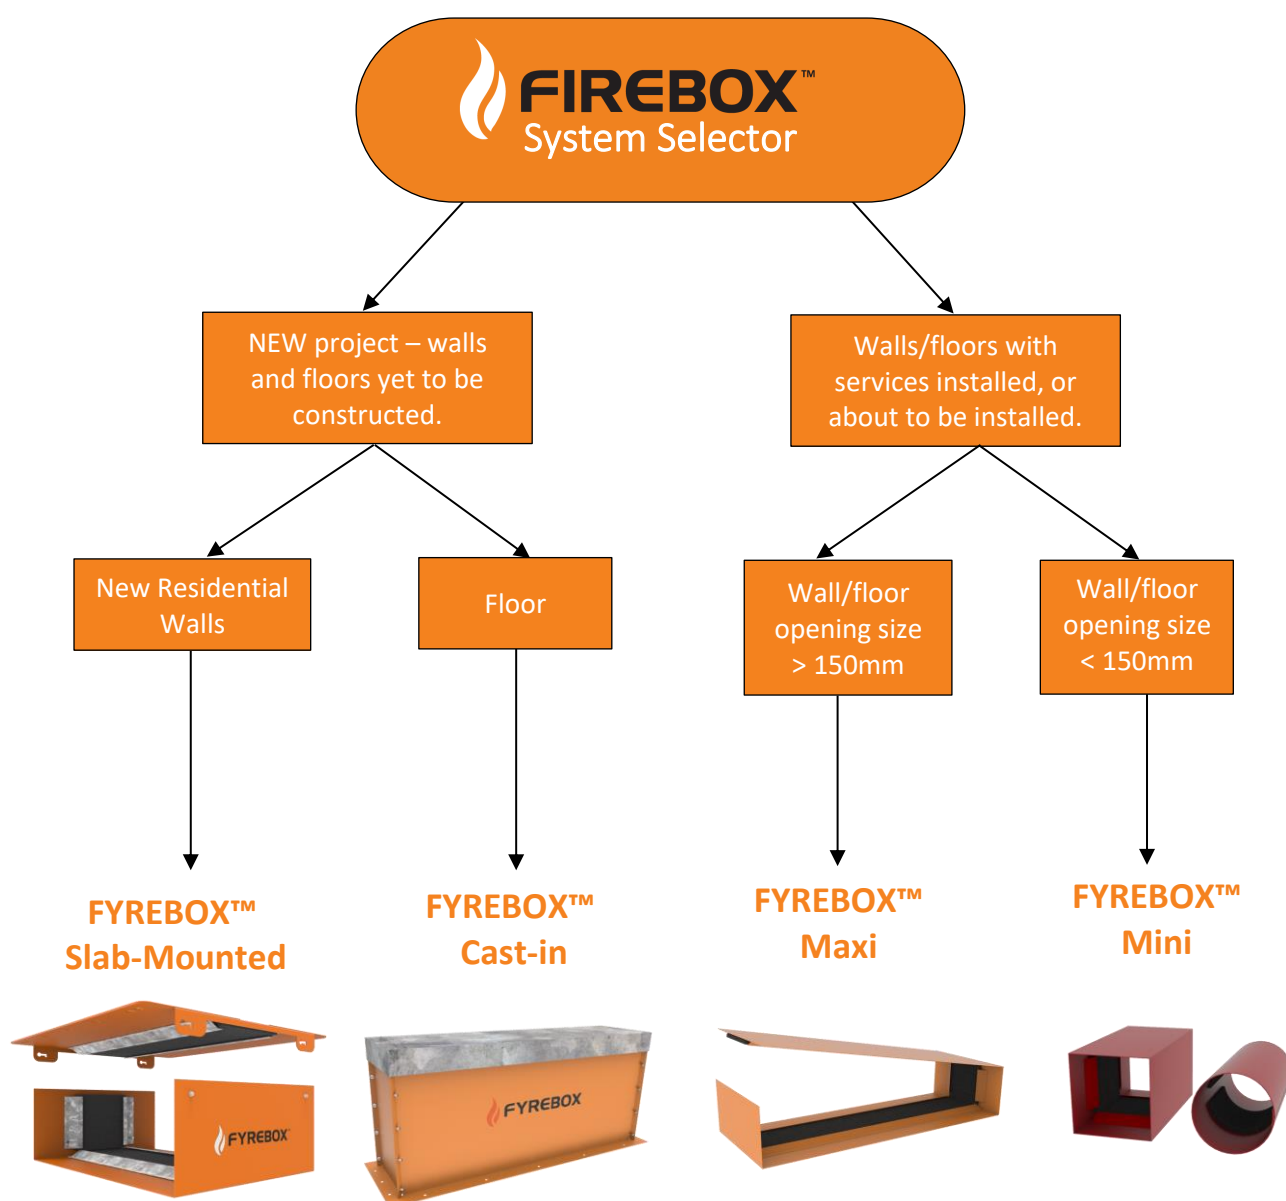 FIREBOX™
System Selector
NEW project – walls
and floors yet to be
constructed.
Walls/floors with
services installed, or
about to be installed.
New Residential
Walls
Floor
Wall/floor
opening size
> 150mm
Wall/floor
opening size
< 150mm
FYREBOX™
Slab-Mounted
FYREBOX™
Cast-in
FYREBOX™
Maxi
FYREBOX™
Mini
FYREBOX™
FYREBOX